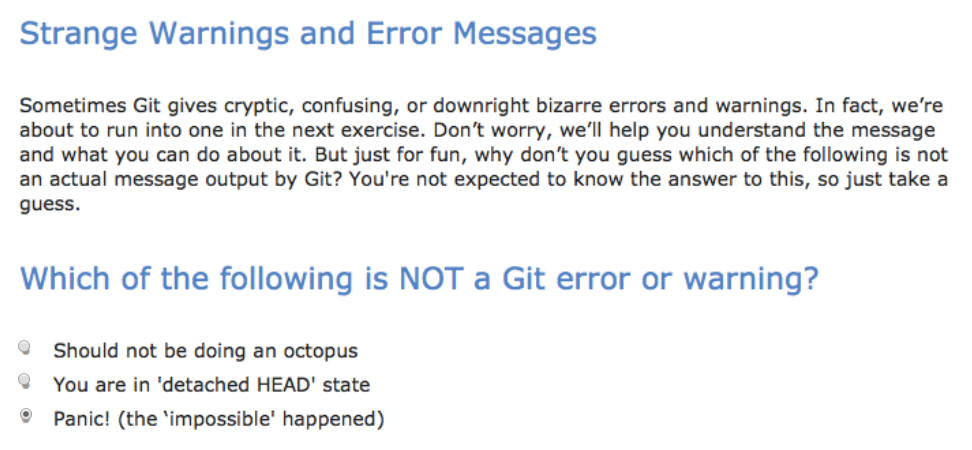 Strange Warnings and Error Messages
Sometimes Git gives cryptic, confusing, or downright bizarre errors and warnings. In fact, we’re
about to run into one in the next exercise. Don’t worry, we’ll help you understand the message
and what you can do about it. But just for fun, why don’t you guess which of the following is not
an actual message output by Git? You're not expected to know the answer to this, so just take a
guess.
Which of the following is NOT a Git error or warning?
Should not be doing an octopus
You are in 'detached HEAD' state
Panic! (the ‘impossible' happened)